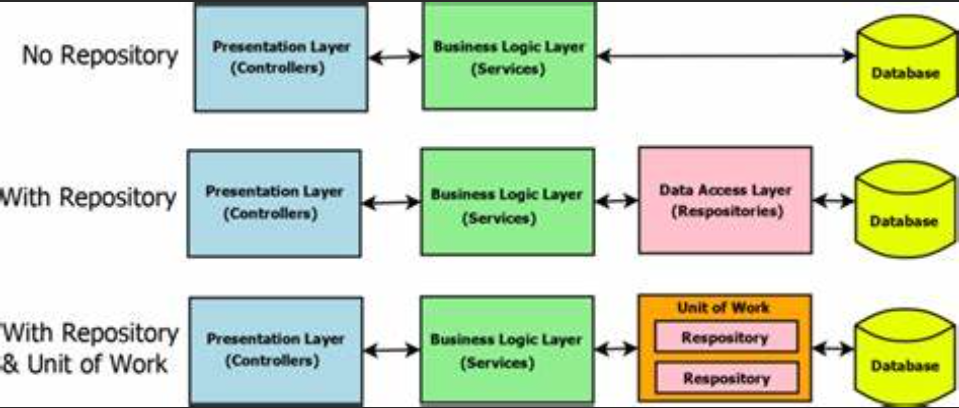 No Repository
Presentation Layer
(Controllers)
Business Logic Layer
(Services)
Database
With Repository
Presentation Layer
(Controllers)
Business Logic Layer
(Services)
Data Access Layer
(Respositories)
Database
With Repository
& Unit of Work
Presentation Layer
(Controllers)
Business Logic Layer
(Services)
Unit of Work
Respository
Respository
Database